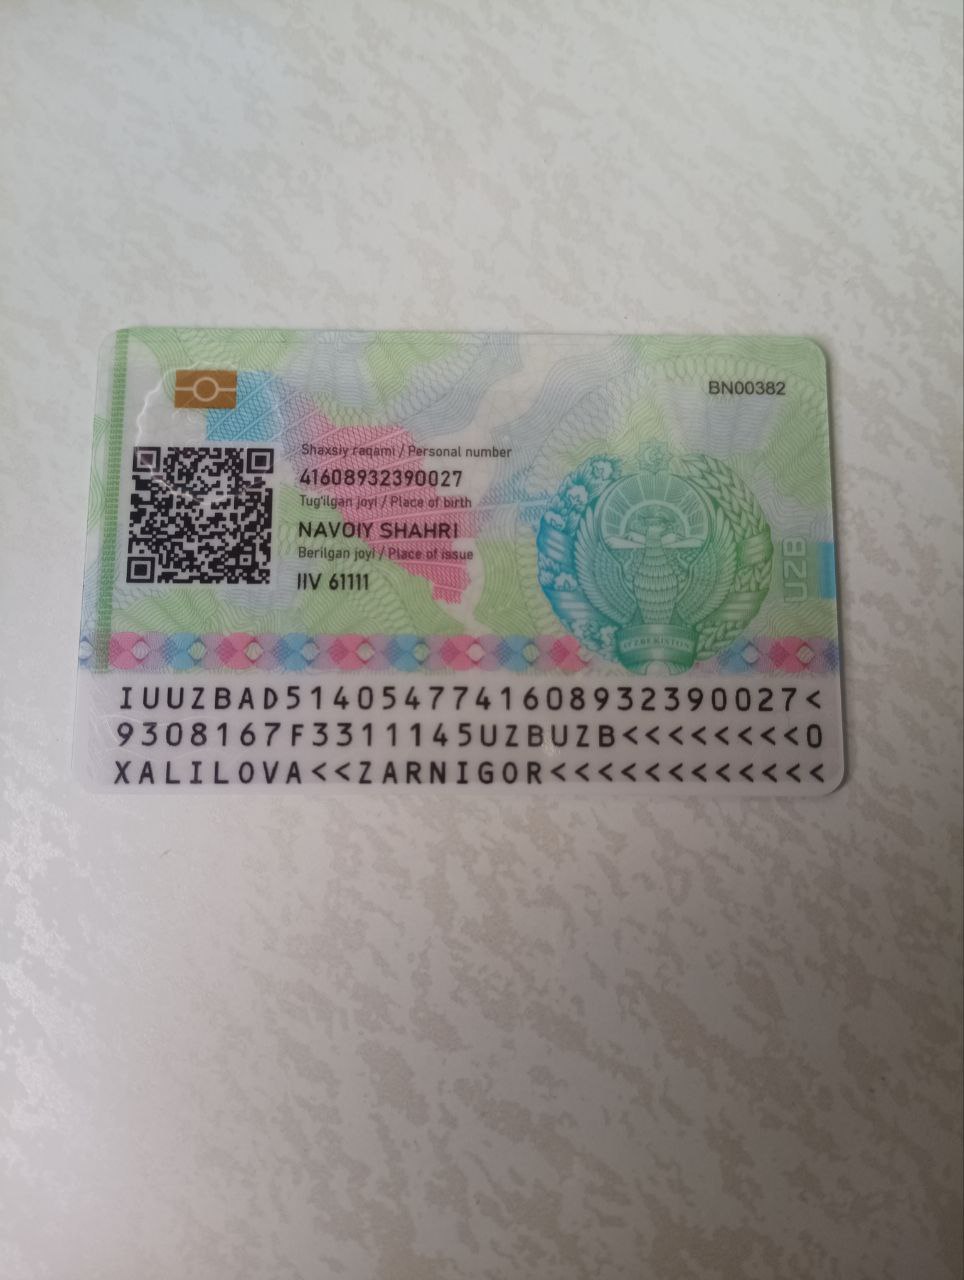 BN00382
Shaxsiy raqami / Personal number
41608932390027
Tug'ilgan joyi / Place of birth
NAVOIY SHAHRI
Berilgan joyi / Place of issue
IIV 61111
UZB
O'ZBEKISTON
IUUZBAD5140547741608932390027<
9308167F3311145UZBUZB<<<<<<<<0
XALILOVA<<ZARNIGOR<<<<<<<<<<<<